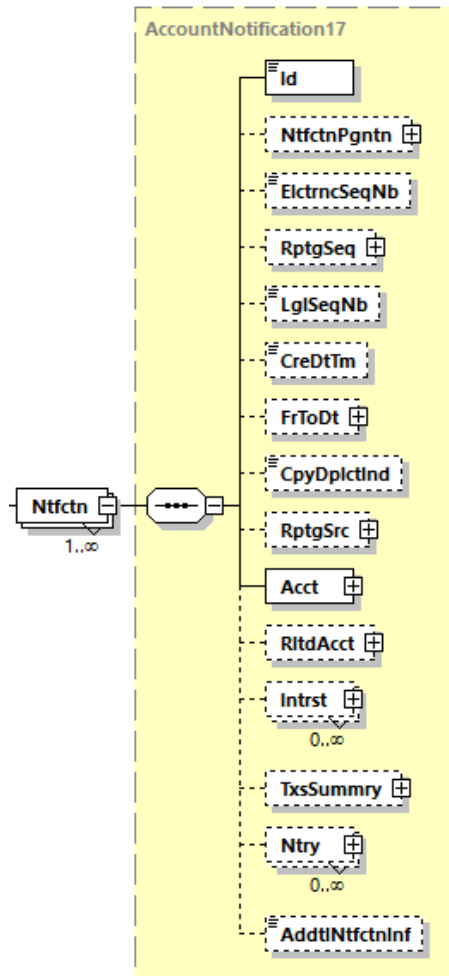 AccountNotification17
Id
NtfctnPgntn
ElctrncSeqNb
RptgSeq
LglSeqNb
CreDtTm
FrToDt
CpyDplctInd
Ntfctn
1..∞
RptgSrc
Acct
RltdAcct
Intrst
0..∞
TxsSummry
Ntry
0..∞
AddtlNtfctnInf